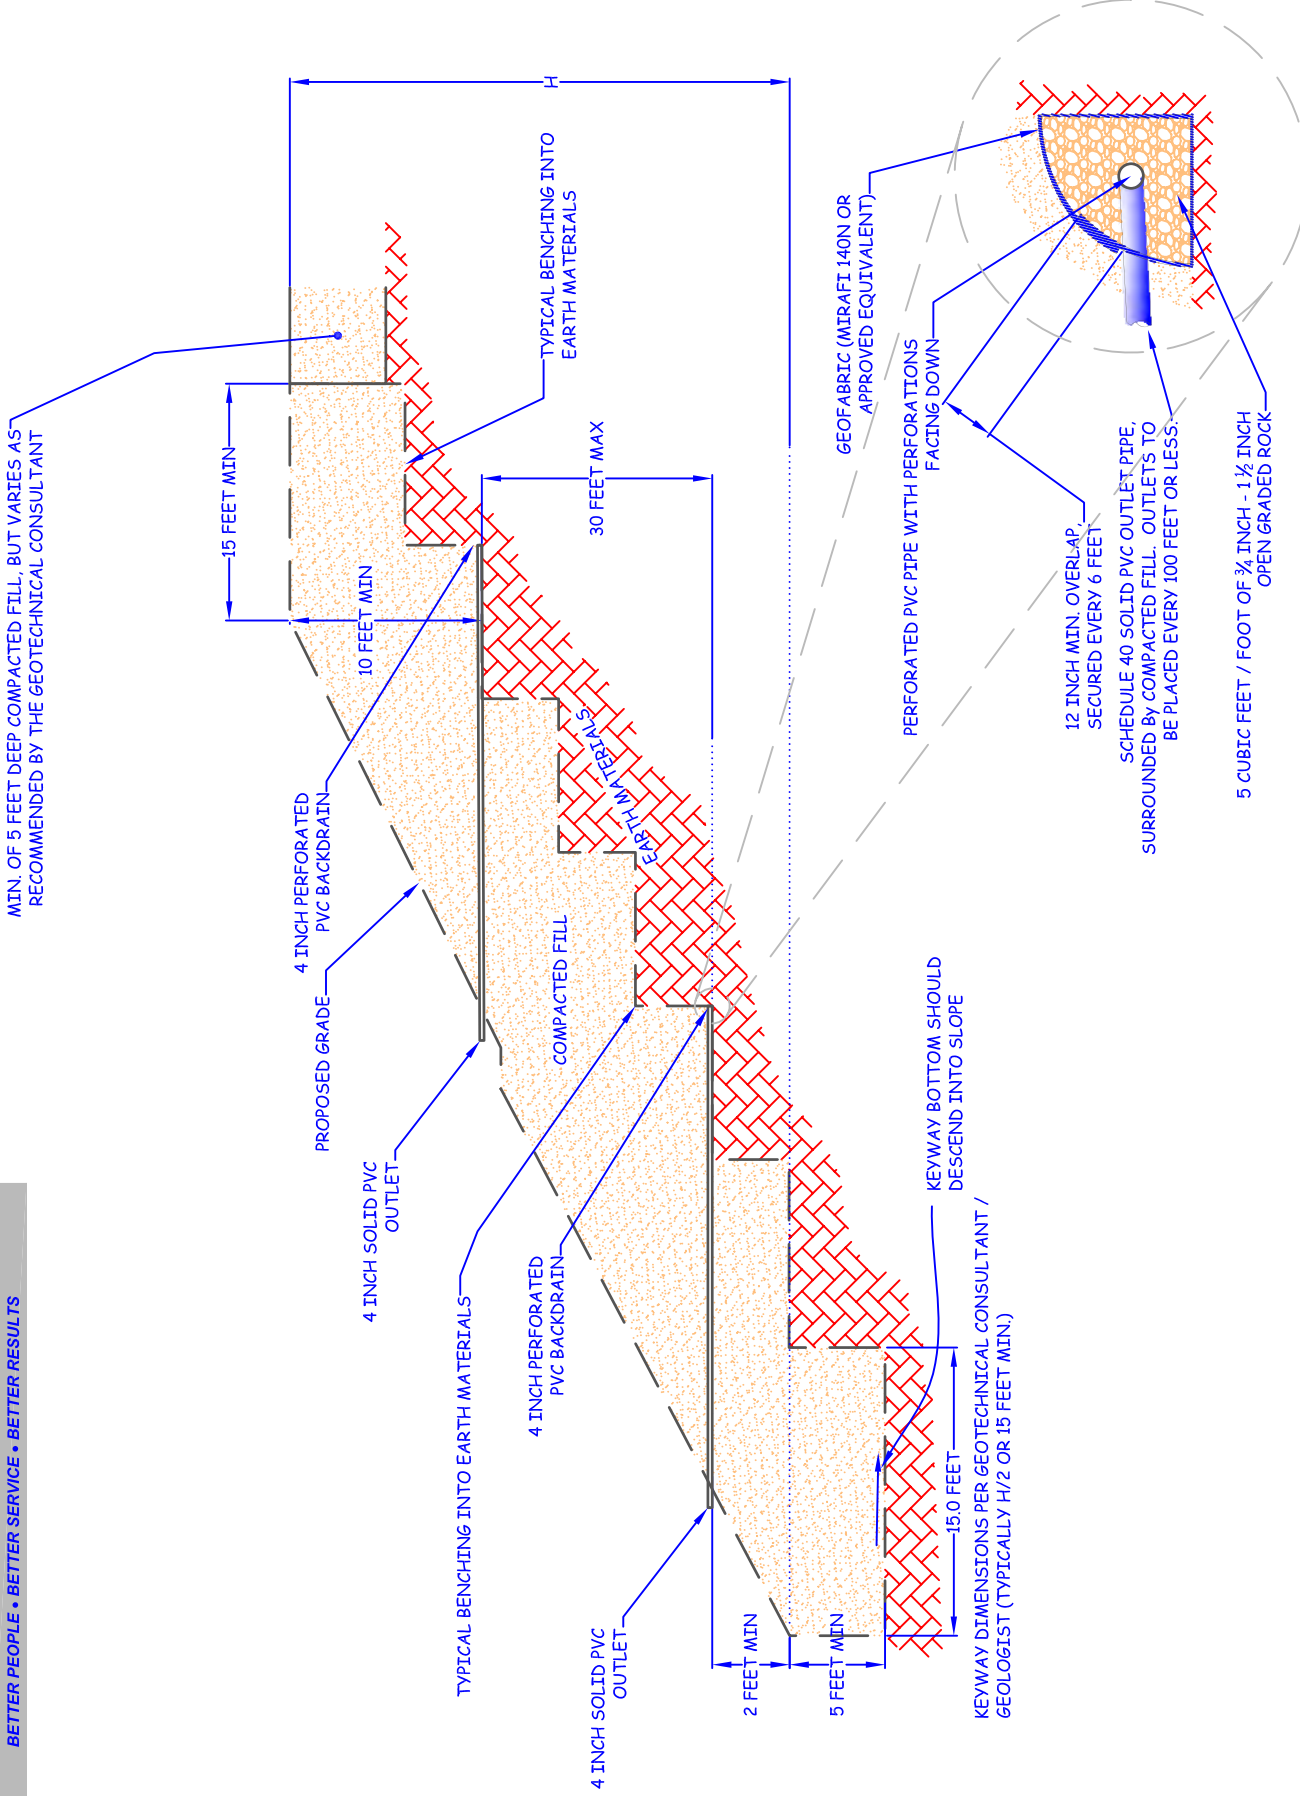 BETTER PEOPLE • BETTER SERVICE • BETTER RESULTS
MIN. OF 5 FEET DEEP COMPACTED FILL, BUT VARIES AS
RECOMMENDED BY THE GEOTECHNICAL CONSULTANT
15 FEET MIN
10 FEET MIN
H
TYPICAL BENCHING INTO
EARTH MATERIALS
30 FEET MAX
4 INCH PERFORATED
PVC BACKDRAIN
PROPOSED GRADE
4 INCH SOLID PVC
OUTLET
COMPACTED FILL
EARTH MATERIALS
TYPICAL BENCHING INTO EARTH MATERIALS
4 INCH PERFORATED
PVC BACKDRAIN
4 INCH SOLID PVC
OUTLET
2 FEET MIN
5 FEET MIN
KEYWAY BOTTOM SHOULD
DESCEND INTO SLOPE
15.0 FEET
KEYWAY DIMENSIONS PER GEOTECHNICAL CONSULTANT /
GEOLOGIST (TYPICALLY H/2 OR 15 FEET MIN.)
GEOFABRIC (MIRAFI 140N OR
APPROVED EQUIVALENT)
PERFORATED PVC PIPE WITH PERFORATIONS
FACING DOWN
12 INCH MIN. OVERLAP,
SECURED EVERY 6 FEET
SCHEDULE 40 SOLID PVC OUTLET PIPE,
SURROUNDED By COMPACTED FILL. OUTLETS TO
BE PLACED EVERY 100 FEET OR LESS.
5 CUBIC FEET / FOOT OF ¾ INCH - 1 ½ INCH
OPEN GRADED ROCK